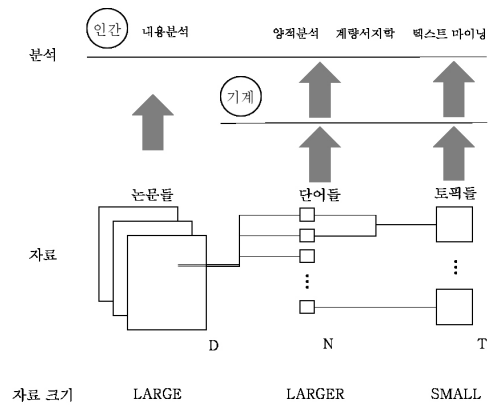 인간 내용분석 양적분석 계량서지학 텍스트 마이닝
분석
기계
논문들 단어들 토픽들
자료
D N T
자료 크기 LARGE LARGER SMALL